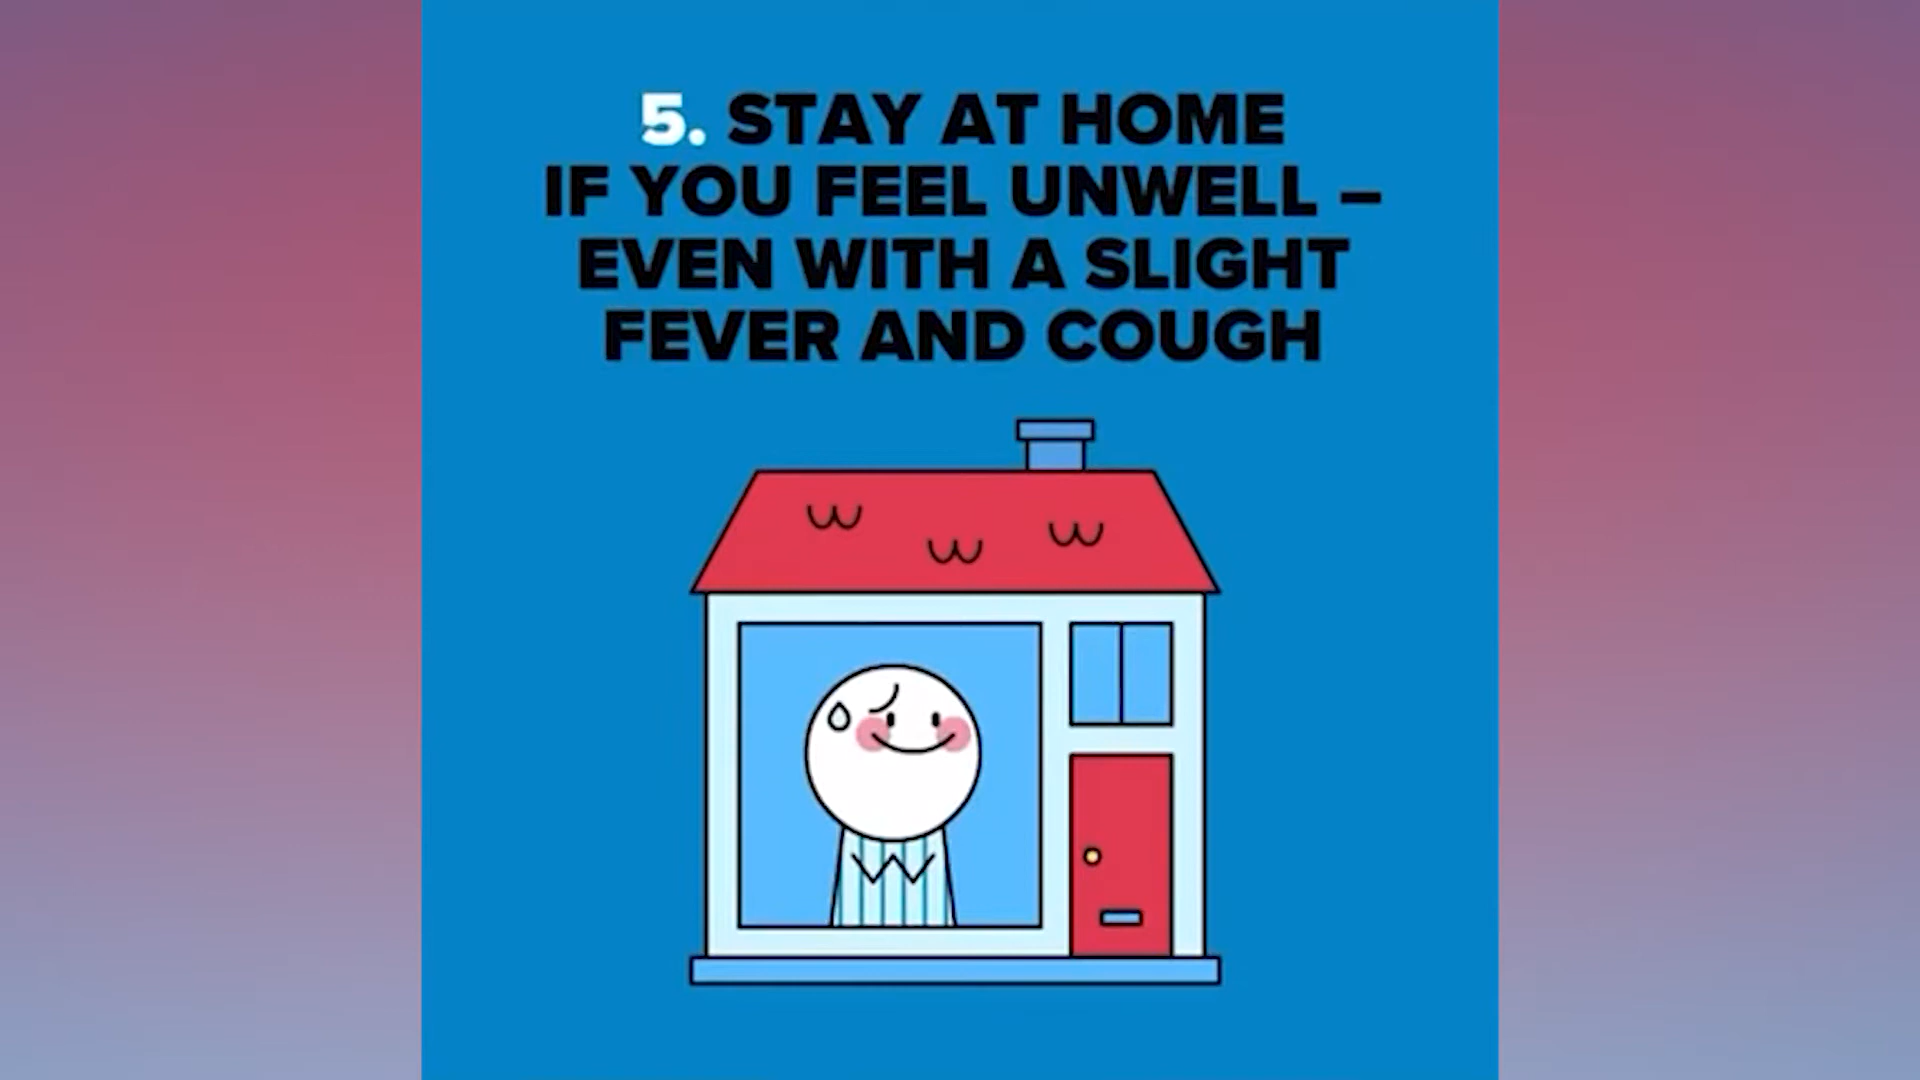 5. STAY AT HOME
IF YOU FEEL UNWELL –
EVEN WITH A SLIGHT
FEVER AND COUGH